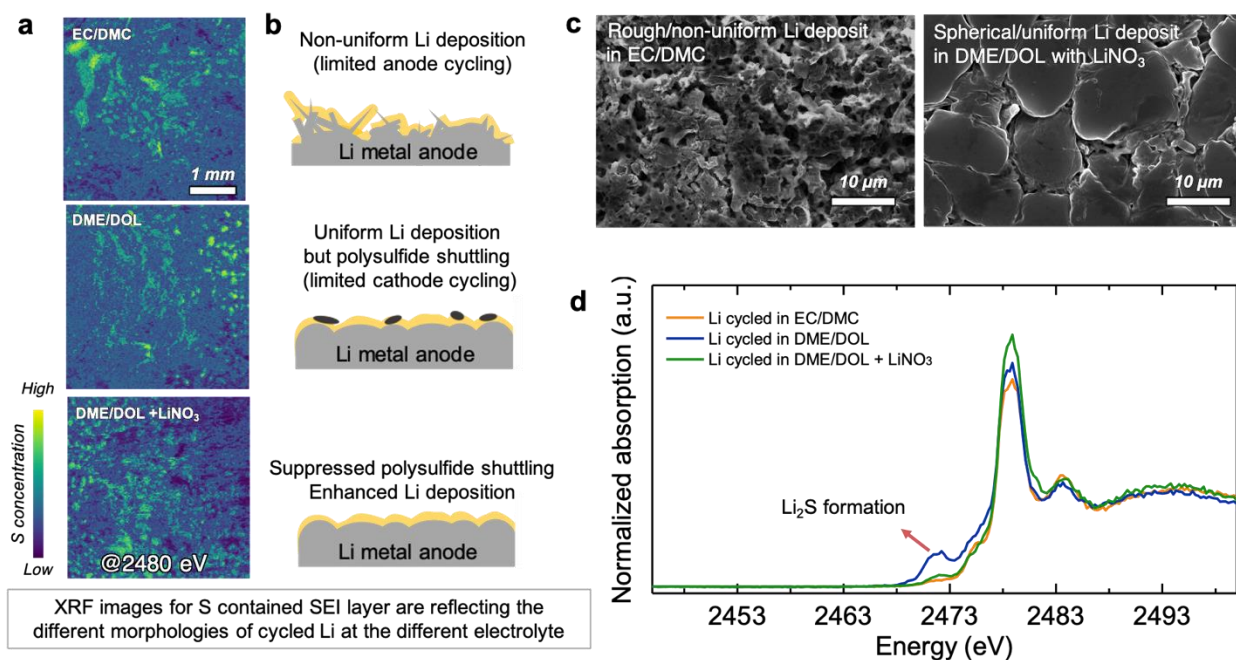 a
EC/DMC
1 mm
DME/DOL
DME/DOL +LiNO₃
@2480 eV
High
S concentration
Low
b
Non-uniform Li deposition
(limited anode cycling)
Li metal anode
Uniform Li deposition
but polysulfide shuttling
(limited cathode cycling)
Li metal anode
Suppressed polysulfide shuttling
Enhanced Li deposition
Li metal anode
XRF images for S contained SEI layer are reflecting the
different morphologies of cycled Li at the different electrolyte
c
Rough/non-uniform Li deposit
in EC/DMC
10 μm
Spherical/uniform Li deposit
in DME/DOL with LiNO₃
10 μm
d
Normalized absorption (a.u.)
Li cycled in EC/DMC
Li cycled in DME/DOL
Li cycled in DME/DOL + LiNO₃
Li₂S formation
2453 2463 2473 2483 2493
Energy (eV)